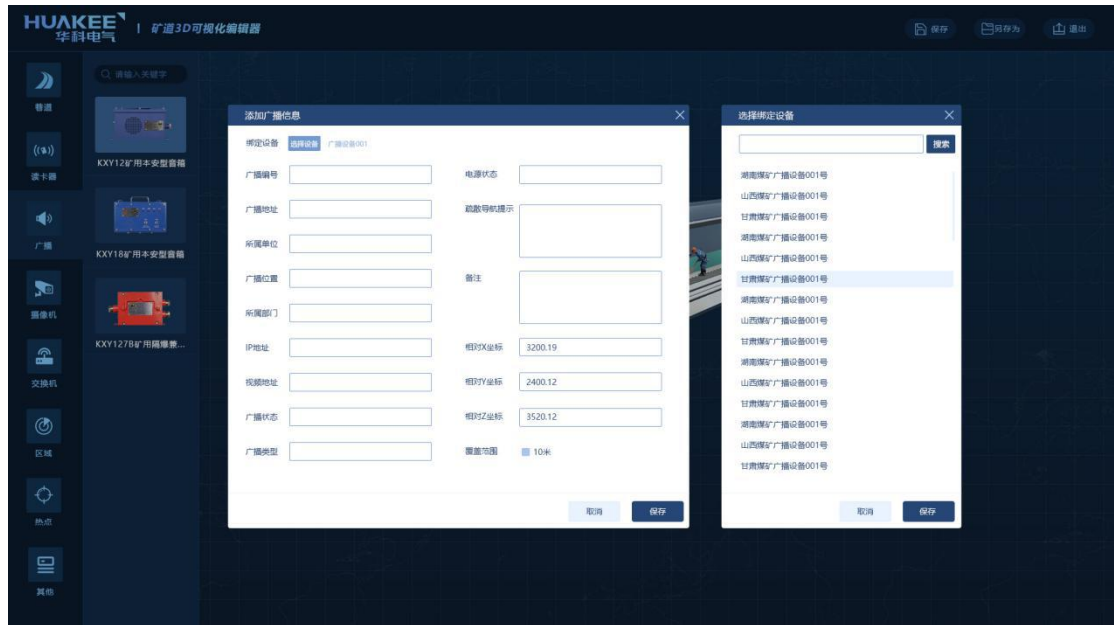 HUAKEE
华科电气
矿道3D可视化编辑器
保存
另存为
退出
巷道
读卡器
广播
摄像机
交换机
区域
热点
其他
请输入关键字
KXY12矿用本安型音箱
KXY18矿用本安型音箱
KXY127B矿用隔爆兼...
添加广播信息
绑定设备 选择设备 广播设备001
广播编号
广播地址
所属单位
广播位置
所属部门
IP地址
视频地址
广播状态
广播类型
电源状态
疏散导航提示
备注
相对X坐标 3200.19
相对Y坐标 2400.12
相对Z坐标 3520.12
覆盖范围 10米
取消 保存
选择绑定设备
搜索
湖南煤矿广播设备001号
山西煤矿广播设备001号
甘肃煤矿广播设备001号
湖南煤矿广播设备001号
山西煤矿广播设备001号
甘肃煤矿广播设备001号
湖南煤矿广播设备001号
山西煤矿广播设备001号
甘肃煤矿广播设备001号
湖南煤矿广播设备001号
山西煤矿广播设备001号
甘肃煤矿广播设备001号
湖南煤矿广播设备001号
山西煤矿广播设备001号
甘肃煤矿广播设备001号
取消 保存